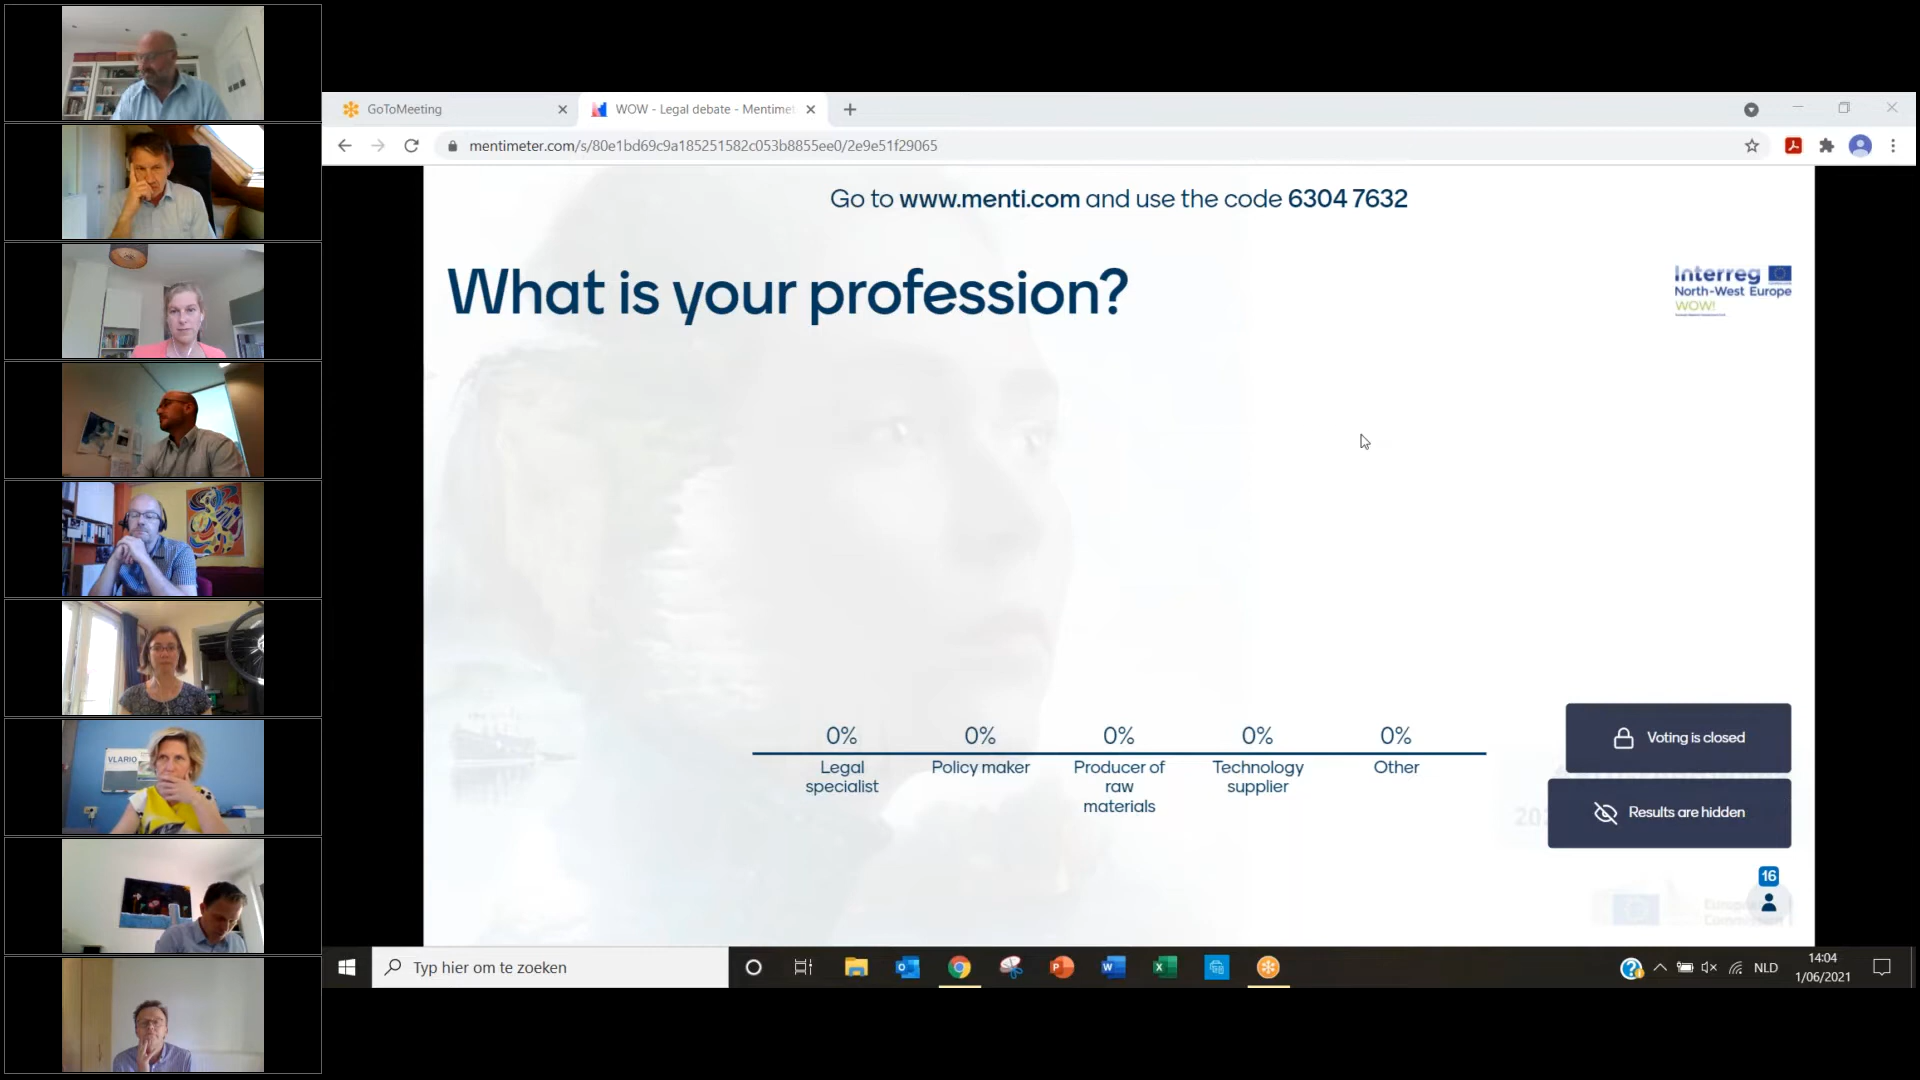 GoToMeeting
WOW - Legal debate - Mentimet
mentimeter.com/s/80e1bd69c9a185251582c053b8855ee0/2e9e51f29065
Go to www.menti.com and use the code 6304 7632
What is your profession?
Interreg
North-West Europe
WOW!
0% 0% 0% 0% 0%
Legal specialist
Policy maker
Producer of raw materials
Technology supplier
Other
Voting is closed
Results are hidden
16
VLARIO
Typ hier om te zoeken
NLD
14:04
1/06/2021